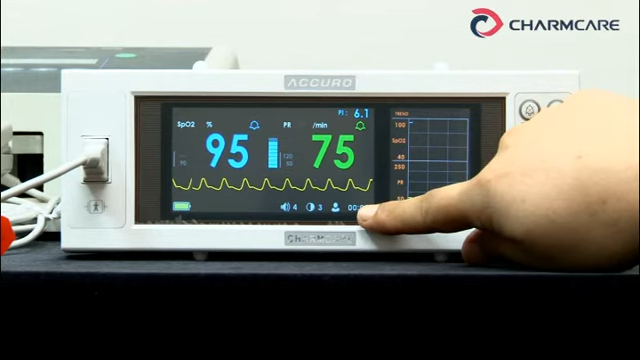 CHARMCARE
ACCURO
PI: 6.1
SpO2 % PR /min
95 75
90
120
50
4 3
TREND
100
SpO2
40
250
PR
CHARMCARE